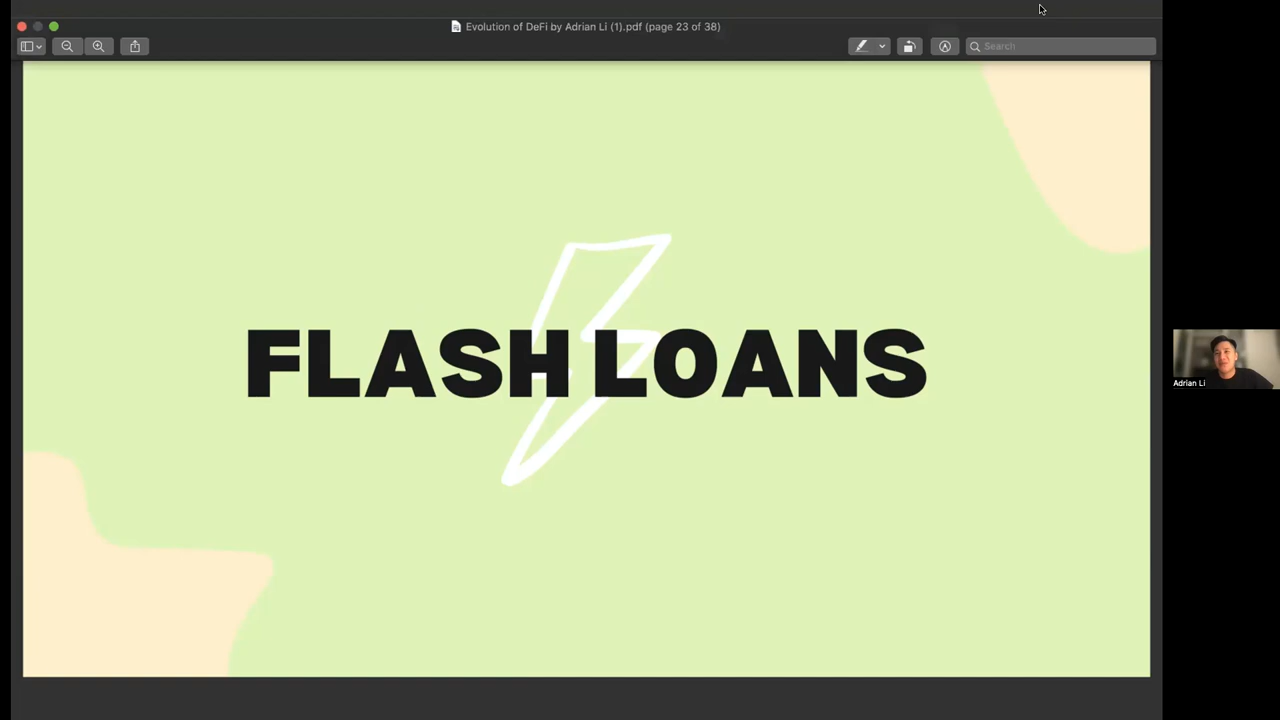 Evolution of DeFi by Adrian Li (1).pdf (page 23 of 38)
Search
FLASH LOANS
Adrian Li